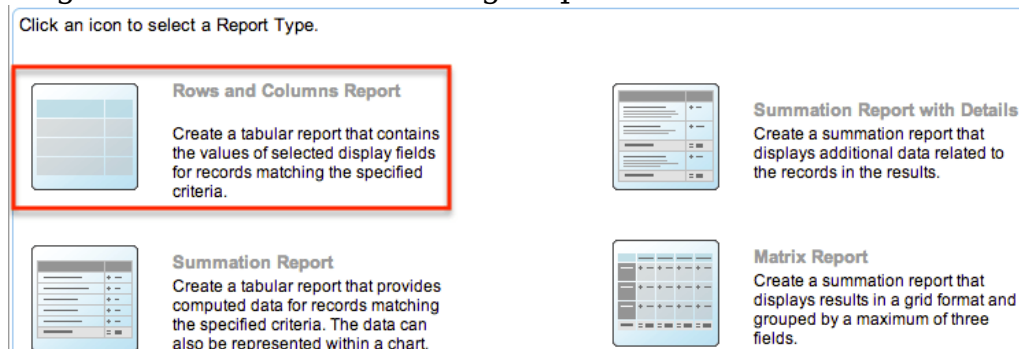 Click an icon to select a Report Type.
Rows and Columns Report
Create a tabular report that contains
the values of selected display fields
for records matching the specified
criteria.
Summation Report with Details
Create a summation report that
displays additional data related to
the records in the results.
Summation Report
Create a tabular report that provides
computed data for records matching
the specified criteria. The data can
also be represented within a chart.
Matrix Report
Create a summation report that
displays results in a grid format and
grouped by a maximum of three
fields.